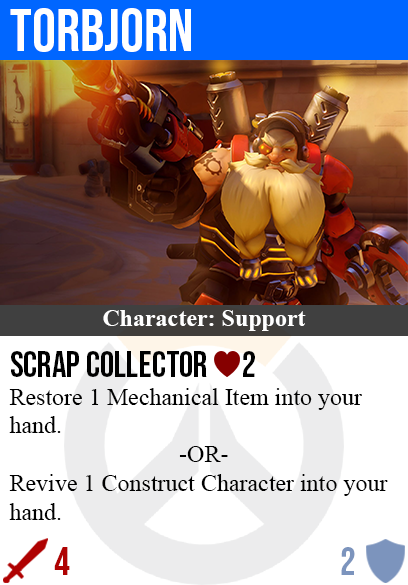 TORBJORN
Character: Support
SCRAP COLLECTOR 2
Restore 1 Mechanical Item into your
hand.
-OR-
Revive 1 Construct Character into your
hand.
4
2